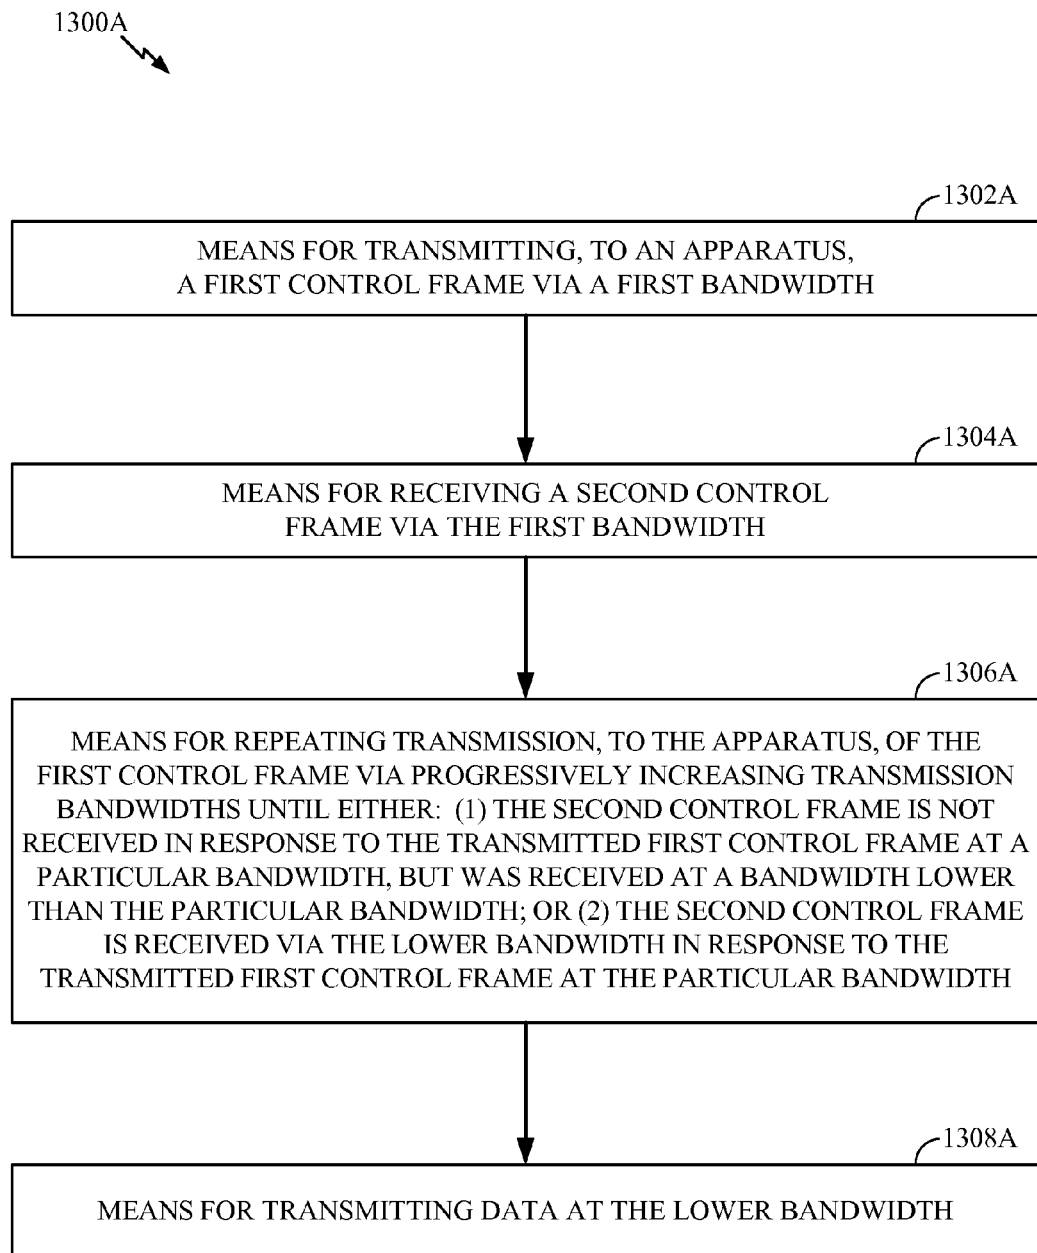 1300A
1302A
MEANS FOR TRANSMITTING, TO AN APPARATUS,
A FIRST CONTROL FRAME VIA A FIRST BANDWIDTH
1304A
MEANS FOR RECEIVING A SECOND CONTROL
FRAME VIA THE FIRST BANDWIDTH
1306A
MEANS FOR REPEATING TRANSMISSION, TO THE APPARATUS, OF THE
FIRST CONTROL FRAME VIA PROGRESSIVELY INCREASING TRANSMISSION
BANDWIDTHS UNTIL EITHER: (1) THE SECOND CONTROL FRAME IS NOT
RECEIVED IN RESPONSE TO THE TRANSMITTED FIRST CONTROL FRAME AT A
PARTICULAR BANDWIDTH, BUT WAS RECEIVED AT A BANDWIDTH LOWER
THAN THE PARTICULAR BANDWIDTH; OR (2) THE SECOND CONTROL FRAME
IS RECEIVED VIA THE LOWER BANDWIDTH IN RESPONSE TO THE
TRANSMITTED FIRST CONTROL FRAME AT THE PARTICULAR BANDWIDTH
1308A
MEANS FOR TRANSMITTING DATA AT THE LOWER BANDWIDTH